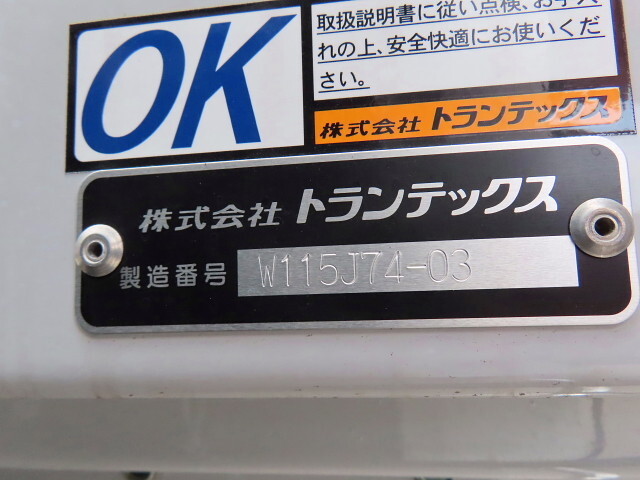 OK
取扱説明書に従い点検、お手入
れの上、安全快適にお使いくだ
さい。
株式会社 トランテックス
株式会社 トランテックス
製造番号 W115J74-03